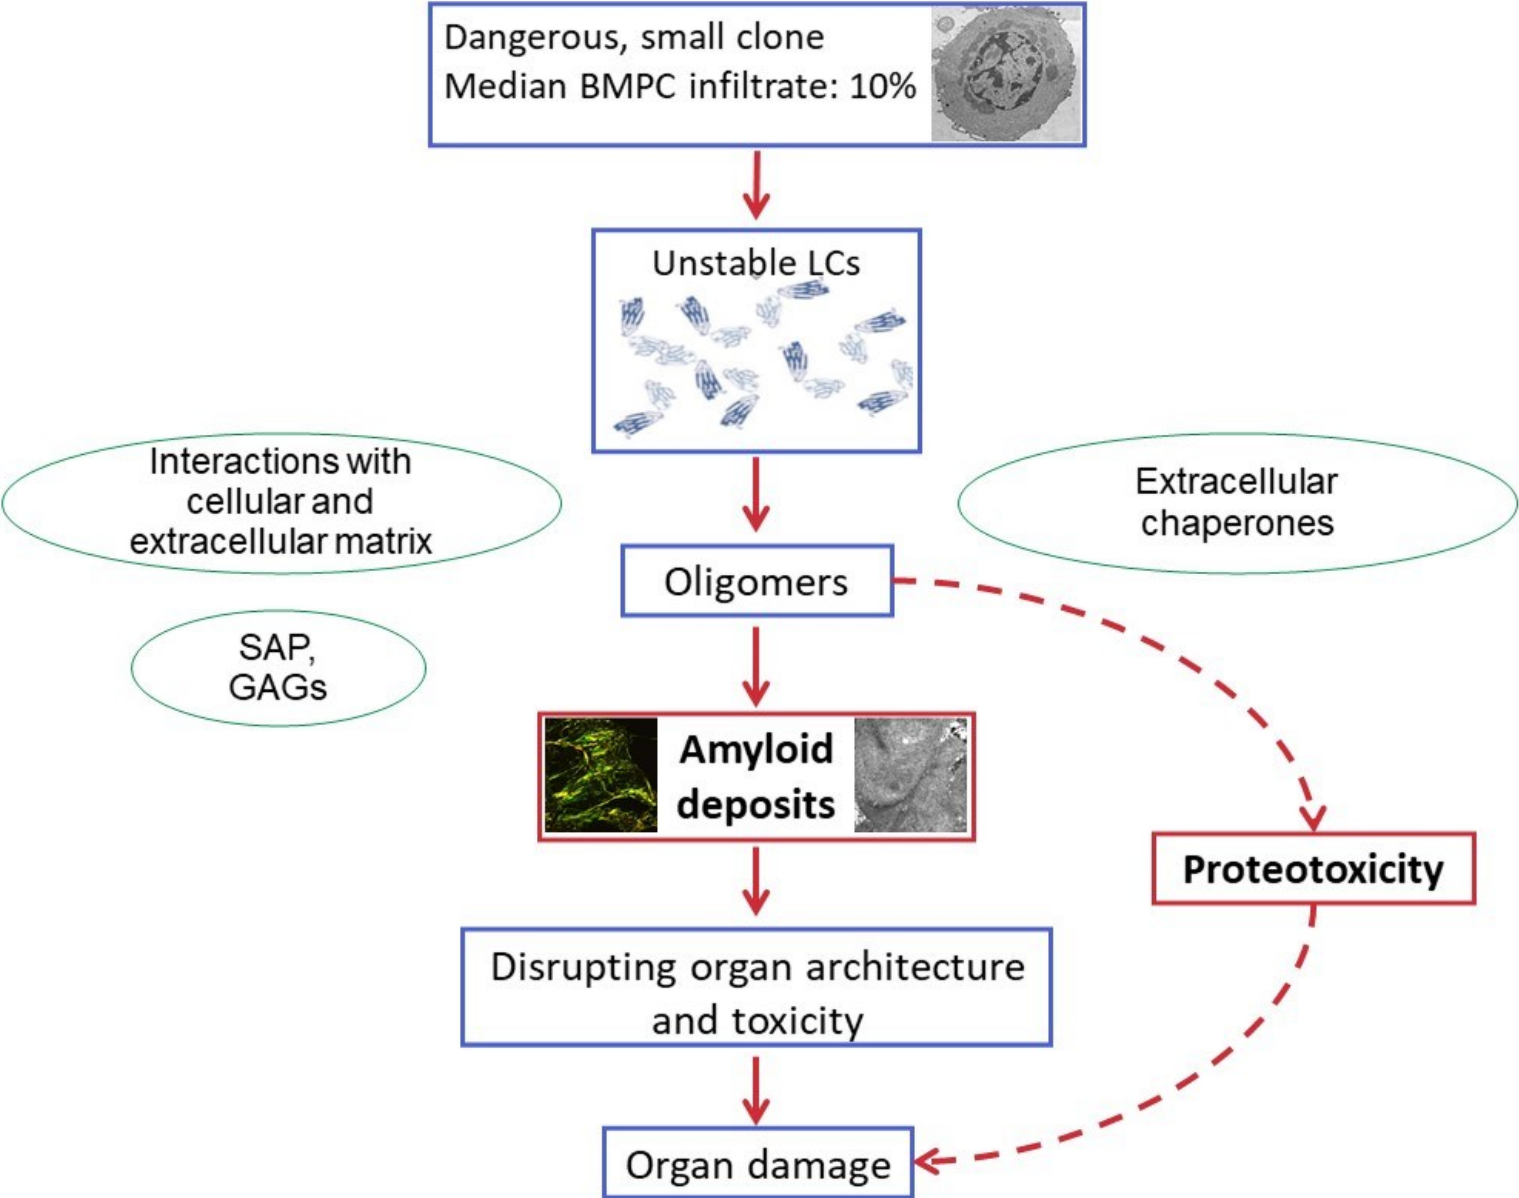 Dangerous, small clone
Median BMPC infiltrate: 10%
Unstable LCs
Interactions with
cellular and
extracellular matrix
Extracellular
chaperones
Oligomers
SAP,
GAGs
Amyloid
deposits
Proteotoxicity
Disrupting organ architecture
and toxicity
Organ damage